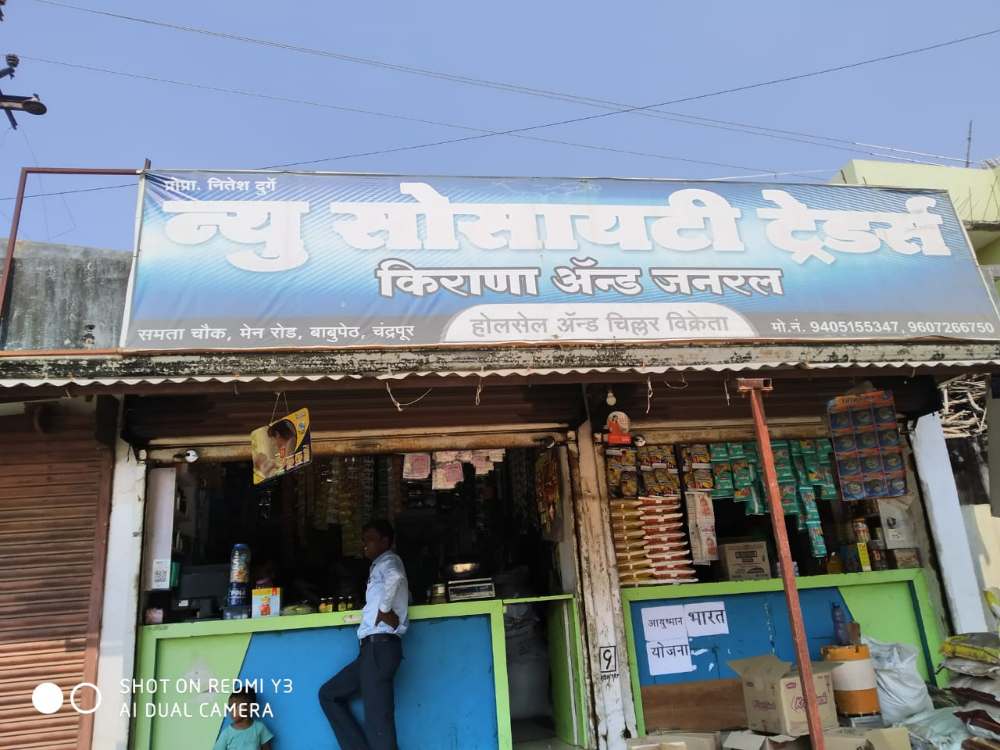 प्रोप्रा. नितेश दुर्गे
न्यु सोसायटी ट्रेडर्स
किराणा ॲन्ड जनरल
होलसेल ॲन्ड चिल्लर विक्रेता
समता चौक, मेन रोड, बाबुपेठ, चंद्रपूर
मो.नं. 9405155347, 9607266750
आयुष्मान भारत
योजना
SHOT ON REDMI Y3
AI DUAL CAMERA